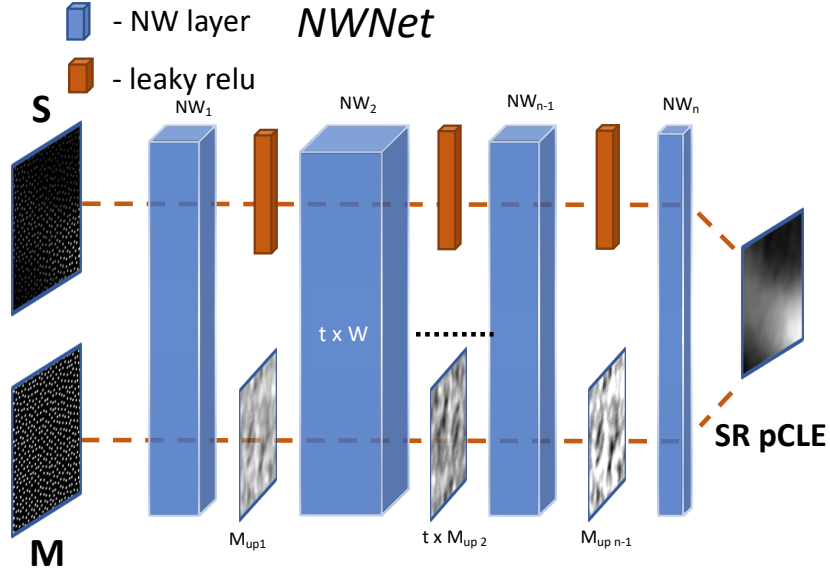 - NW layer
NWNet
- leaky relu
S
NW₁
NW₂
NWₙ₋₁
NWₙ
t x W
SR pCLE
M
Mᵤₚ₁
t x Mᵤₚ ₂
Mᵤₚ ₙ₋₁